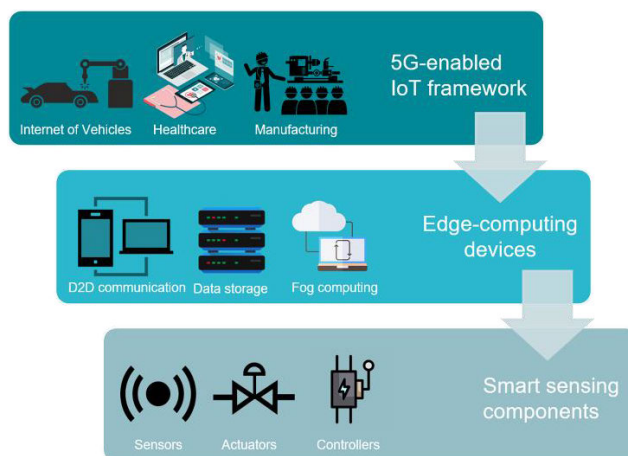 5G-enabled
IoT framework
Internet of Vehicles
Healthcare
Manufacturing
Edge-computing
devices
D2D communication
Data storage
Fog computing
Smart sensing
components
Sensors
Actuators
Controllers